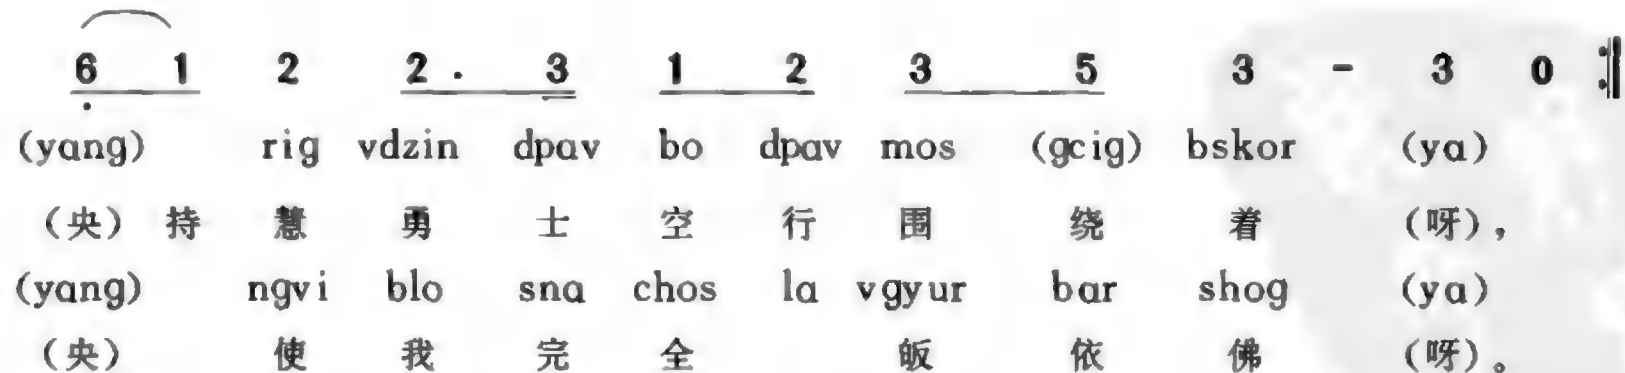 6 1 2 2 · 3 1 2 3 5 3 - 3 0
(yang) rig vdzin dpav bo dpav mos (gcig) bskor (ya)
(央) 持 慧 勇 士 空 行 围 绕 着 (呀),
(yang) ngvi blo sna chos la vgyur bar shog (ya)
(央) 使 我 完 全 皈 依 佛 (呀)。